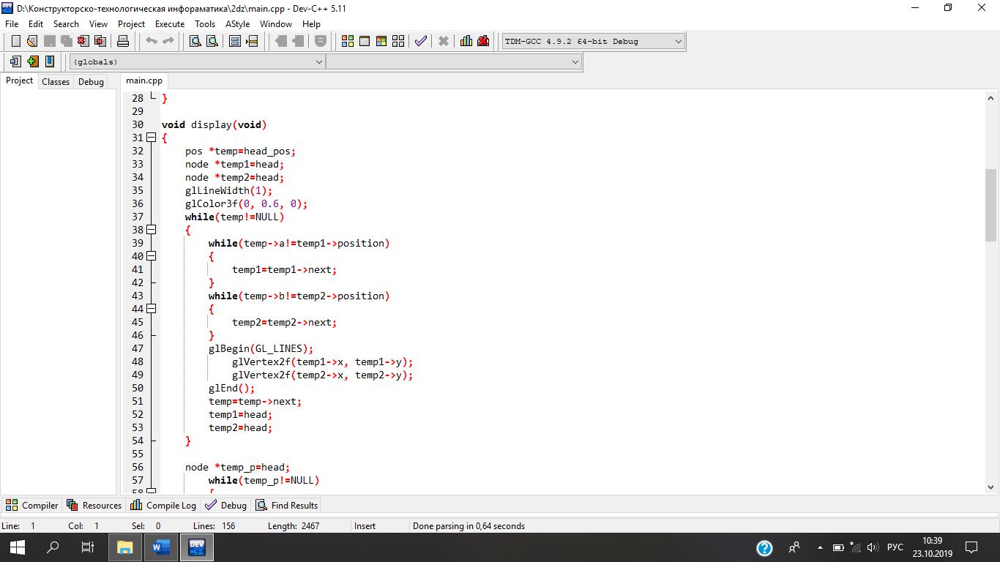 D:\Конструкторско-технологическая информатика\2dz\main.cpp - Dev-C++ 5.11
File Edit Search View Project Execute Tools AStyle Window Help
TDM-GCC 4.9.2 64-bit Debug
(globals)
Project Classes Debug main.cpp
28 }
29
30 void display(void)
31 {
32 pos *temp=head_pos;
33 node *temp1=head;
34 node *temp2=head;
35 glLineWidth(1);
36 glColor3f(0, 0.6, 0);
37 while(temp!=NULL)
38 {
39 while(temp->a!=temp1->position)
40 {
41 temp1=temp1->next;
42 }
43 while(temp->b!=temp2->position)
44 {
45 temp2=temp2->next;
46 }
47 glBegin(GL_LINES);
48 glVertex2f(temp1->x, temp1->y);
49 glVertex2f(temp2->x, temp2->y);
50 glEnd();
51 temp=temp->next;
52 temp1=head;
53 temp2=head;
54 }
55
56 node *temp_p=head;
57 while(temp_p!=NULL)
58 {
Compiler Resources Compile Log Debug Find Results
Line: 1 Col: 1 Sel: 0 Lines: 156 Length: 2467 Insert Done parsing in 0,64 seconds
DEV C++ РУС 10:39
23.10.2019